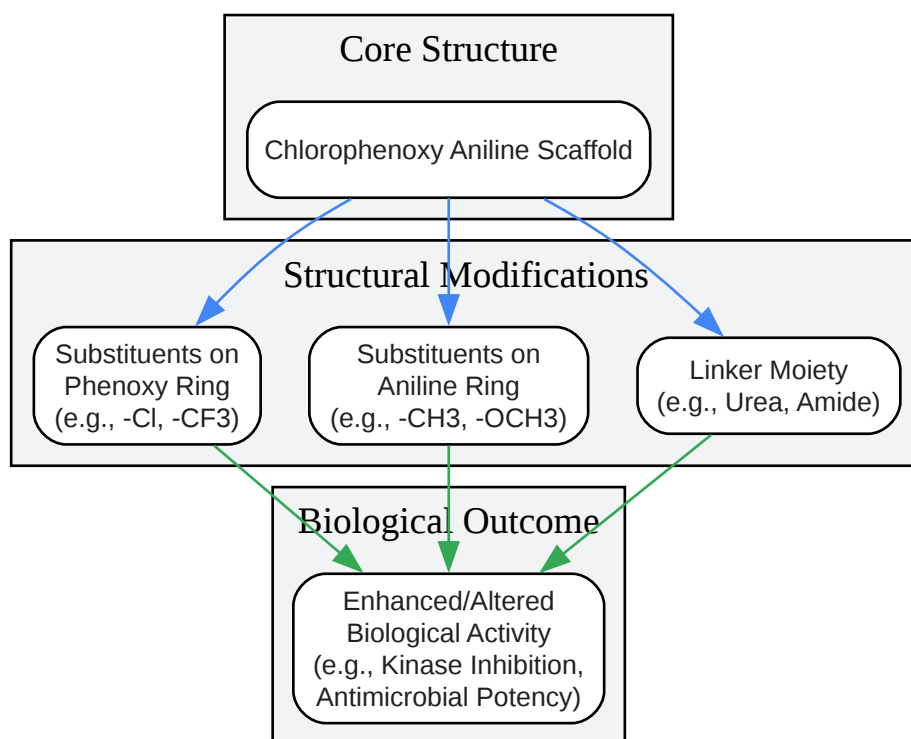 Core Structure
Chlorophenoxy Aniline Scaffold
Structural Modifications
Substituents on
Phenoxy Ring
(e.g., -Cl, -CF3)
Substituents on
Aniline Ring
(e.g., -CH3, -OCH3)
Linker Moiety
(e.g., Urea, Amide)
Biological Outcome
Enhanced/Altered
Biological Activity
(e.g., Kinase Inhibition,
Antimicrobial Potency)